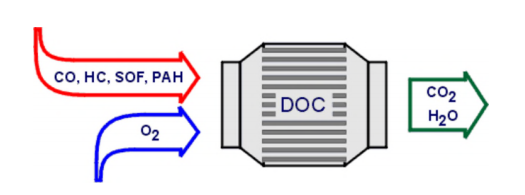 CO, HC, SOF, PAH
O₂
DOC
CO₂
H₂O